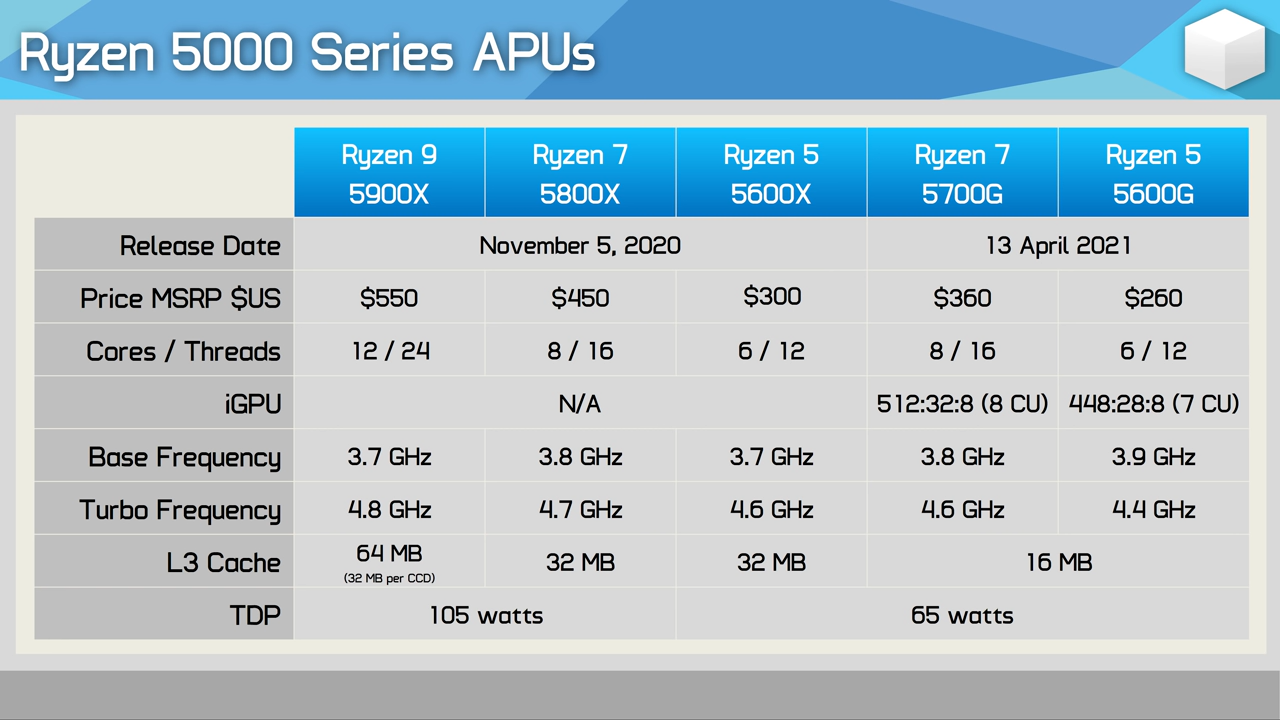 Ryzen 5000 Series APUs
Ryzen 9 5900X Ryzen 7 5800X Ryzen 5 5600X Ryzen 7 5700G Ryzen 5 5600G
Release Date November 5, 2020 13 April 2021
Price MSRP $US $550 $450 $300 $360 $260
Cores / Threads 12 / 24 8 / 16 6 / 12 8 / 16 6 / 12
iGPU N/A 512:32:8 (8 CU) 448:28:8 (7 CU)
Base Frequency 3.7 GHz 3.8 GHz 3.7 GHz 3.8 GHz 3.9 GHz
Turbo Frequency 4.8 GHz 4.7 GHz 4.6 GHz 4.6 GHz 4.4 GHz
L3 Cache 64 MB (32 MB per CCD) 32 MB 32 MB 16 MB
TDP 105 watts 65 watts